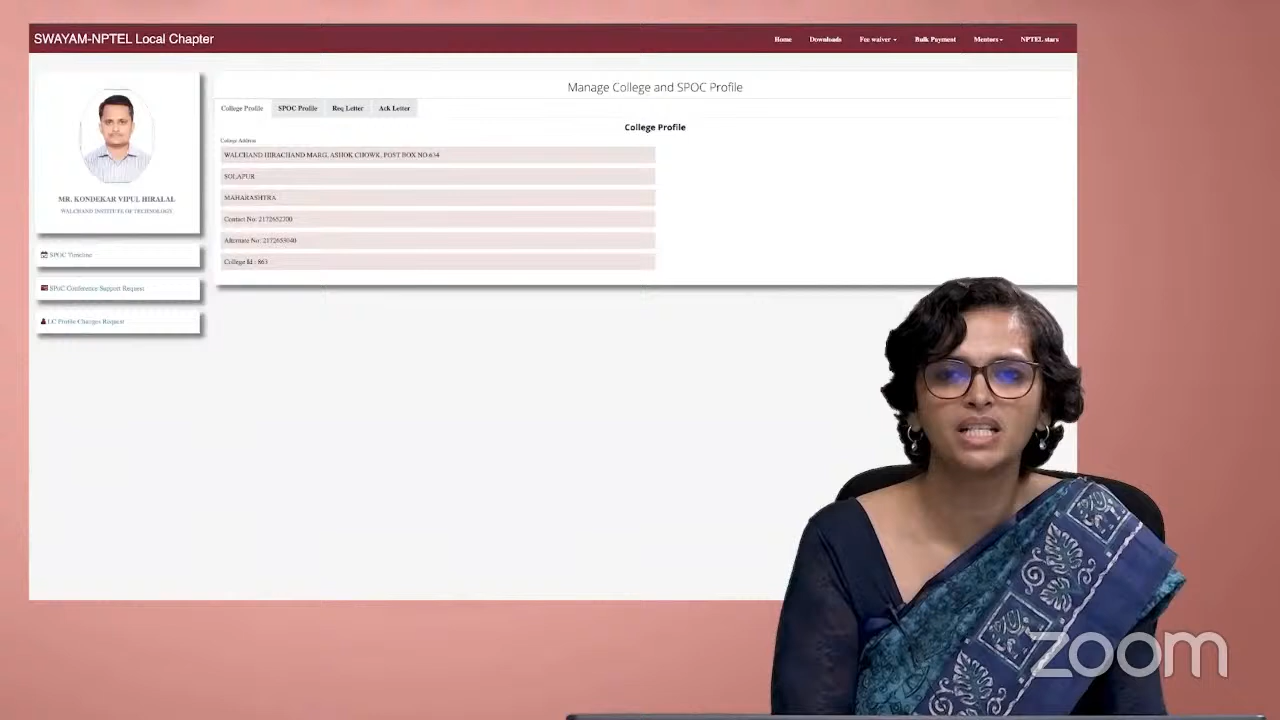 SWAYAM-NPTEL Local Chapter
Home Downloads Fee waiver Bulk Payment Mentors NPTEL stars
Manage College and SPOC Profile
College Profile SPOC Profile Req Letter Ack Letter
College Profile
College Address
WALCHAND HIRACHAND MARG, ASHOK CHOWK, POST BOX NO.634
SOLAPUR
MAHARASHTRA
Contact No: 2172652700
Alternate No: 2172653040
College Id : 863
MR. KONDEKAR VIPUL HIRALAL
WALCHAND INSTITUTE OF TECHNOLOGY
SPOC Timeline
SPOC Conference Support Request
LC Profile Changes Request
zoom